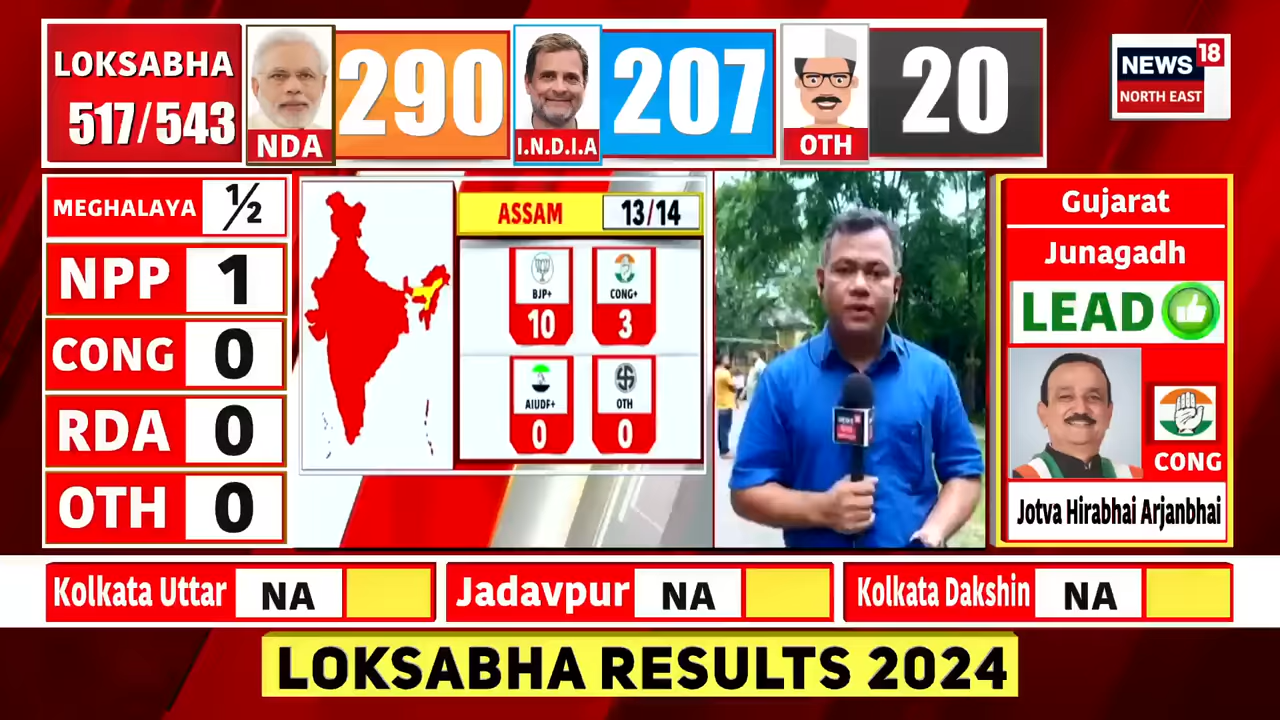 LOKSABHA
517/543
NDA
290
I.N.D.I.A
207
OTH
20
NEWS 18
NORTH EAST
MEGHALAYA 1/2
NPP 1
CONG 0
RDA 0
OTH 0
ASSAM 13/14
BJP+ CONG+
10 3
AIUDF+ OTH
0 0
NEWS 18
Gujarat
Junagadh
LEAD
CONG
Jotva Hirabhai Arjanbhai
Kolkata Uttar NA
Jadavpur NA
Kolkata Dakshin NA
LOKSABHA RESULTS 2024